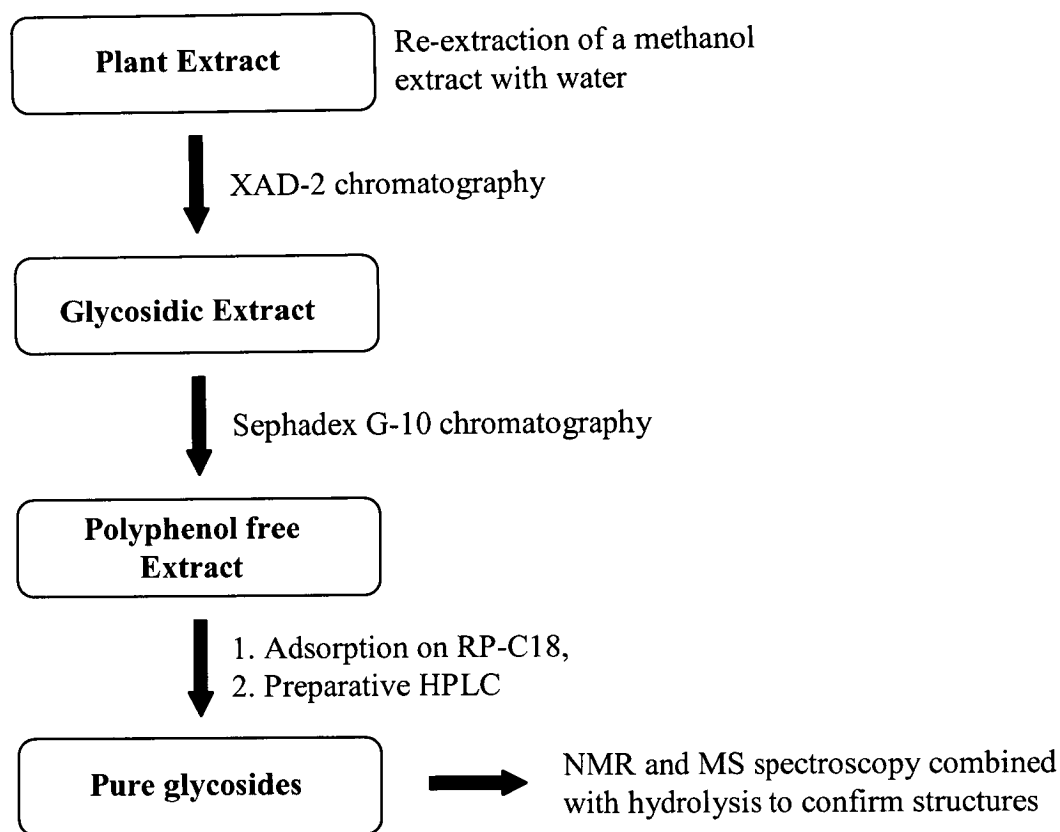 Plant Extract
Re-extraction of a methanol
extract with water
XAD-2 chromatography
Glycosidic Extract
Sephadex G-10 chromatography
Polyphenol free
Extract
1. Adsorption on RP-C18,
2. Preparative HPLC
Pure glycosides
NMR and MS spectroscopy combined
with hydrolysis to confirm structures